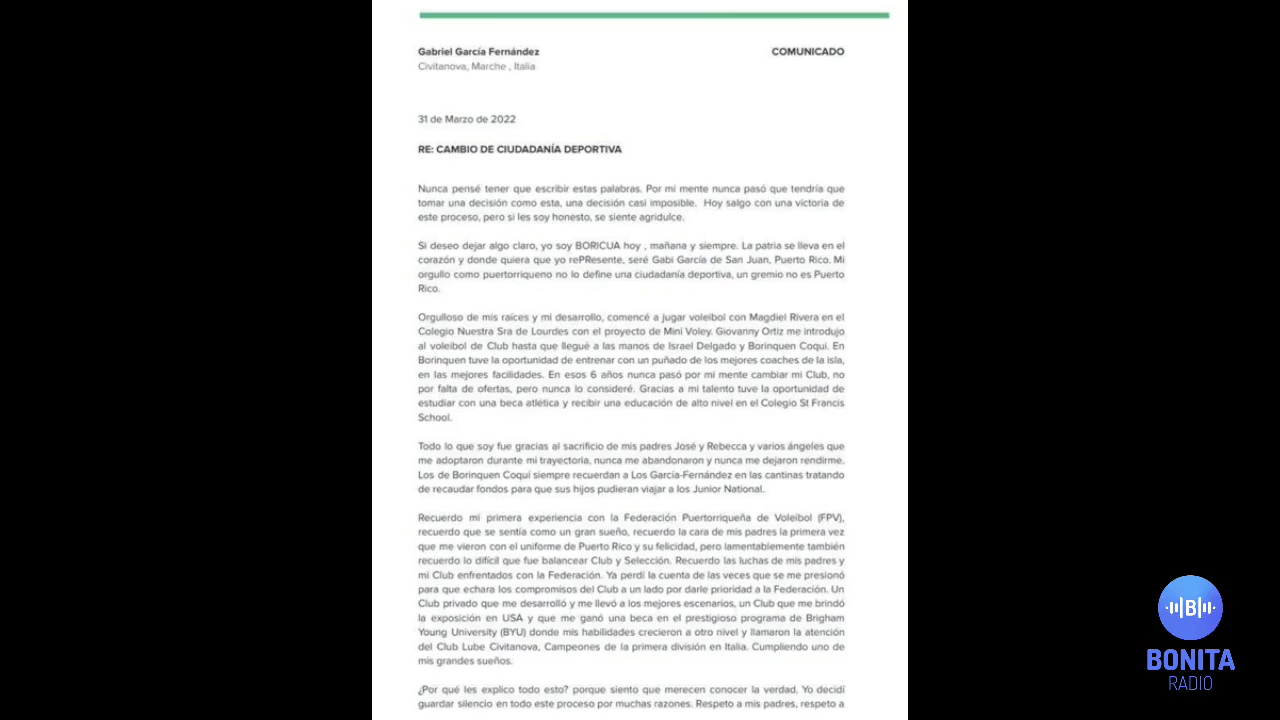 Gabriel García Fernández
COMUNICADO
Civitanova, Marche , Italia
31 de Marzo de 2022
RE: CAMBIO DE CIUDADANÍA DEPORTIVA
Nunca pensé tener que escribir estas palabras. Por mi mente nunca pasó que tendría que
tomar una decisión como esta, una decisión casi imposible. Hoy salgo con una victoria de
este proceso, pero si les soy honesto, se siente agridulce.
Si deseo dejar algo claro, yo soy BORICUA hoy , mañana y siempre. La patria se lleva en el
corazón y donde quiera que yo rePResente, seré Gabi García de San Juan, Puerto Rico. Mi
orgullo como puertorriqueno no lo define una ciudadanía deportiva, un gremio no es Puerto
Rico.
Orgulloso de mis raíces y mi desarrollo, comencé a jugar voleibol con Magdiel Rivera en el
Colegio Nuestra Sra de Lourdes con el proyecto de Mini Voley. Giovanny Ortiz me introdujo
al voleibol de Club hasta que llegué a las manos de Israel Delgado y Borinquen Coquí. En
Borinquen tuve la oportunidad de entrenar con un puñado de los mejores coaches de la isla,
en las mejores facilidades. En esos 6 años nunca pasó por mi mente cambiar mi Club, no
por falta de ofertas, pero nunca lo consideré. Gracias a mi talento tuve la oportunidad de
estudiar con una beca atlética y recibir una educación de alto nivel en el Colegio St Francis
School.
Todo lo que soy fue gracias al sacrificio de mis padres José y Rebecca y varios ángeles que
me adoptaron durante mi trayectoria, nunca me abandonaron y nunca me dejaron rendirme.
Los de Borinquen Coquí siempre recuerdan a Los García-Fernández en las cantinas tratando
de recaudar fondos para que sus hijos pudieran viajar a los Junior National.
Recuerdo mi primera experiencia con la Federación Puertorriqueña de Voleibol (FPV),
recuerdo que se sentía como un gran sueño, recuerdo la cara de mis padres la primera vez
que me vieron con el uniforme de Puerto Rico y su felicidad, pero lamentablemente también
recuerdo lo difícil que fue balancear Club y Selección. Recuerdo las luchas de mis padres y
mi Club enfrentados con la Federación. Ya perdí la cuenta de las veces que se me presionó
para que echara los compromisos del Club a un lado por darle prioridad a la Federación. Un
Club privado que me desarrolló y me llevó a los mejores escenarios, un Club que me brindó
la exposición en USA y que me ganó una beca en el prestigioso programa de Brigham
Young University (BYU) donde mis habilidades crecieron a otro nivel y llamaron la atención
del Club Lube Civitanova, Campeones de la primera división en Italia. Cumpliendo uno de
mis grandes sueños.
¿Por qué les explico todo esto? porque siento que merecen conocer la verdad. Yo decidí
guardar silencio en todo este proceso por muchas razones. Respeto a mis padres, respeto a
B
BONITA
RADIO